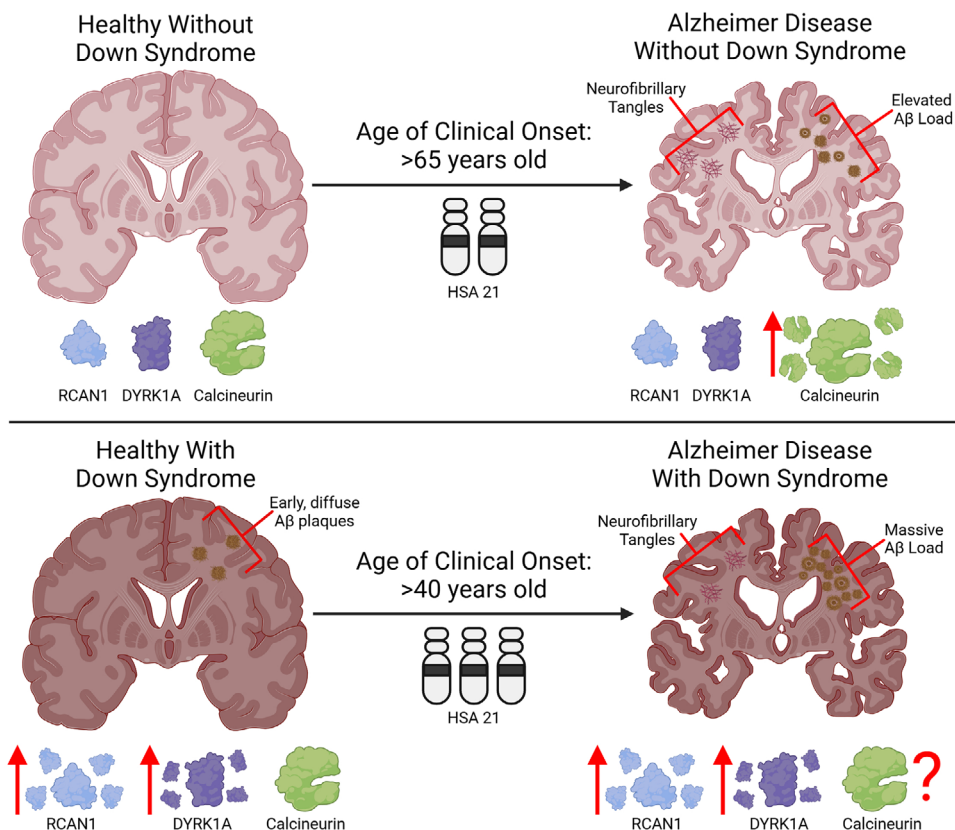 Healthy Without
Down Syndrome
Alzheimer Disease
Without Down Syndrome
Neurofibrillary
Tangles
Elevated
Aβ Load
Age of Clinical Onset:
>65 years old
HSA 21
RCAN1
DYRK1A
Calcineurin
RCAN1
DYRK1A
Calcineurin
Healthy With
Down Syndrome
Early, diffuse
Aβ plaques
Alzheimer Disease
With Down Syndrome
Neurofibrillary
Tangles
Massive
Aβ Load
Age of Clinical Onset:
>40 years old
HSA 21
RCAN1
DYRK1A
Calcineurin
RCAN1
DYRK1A
Calcineurin
?